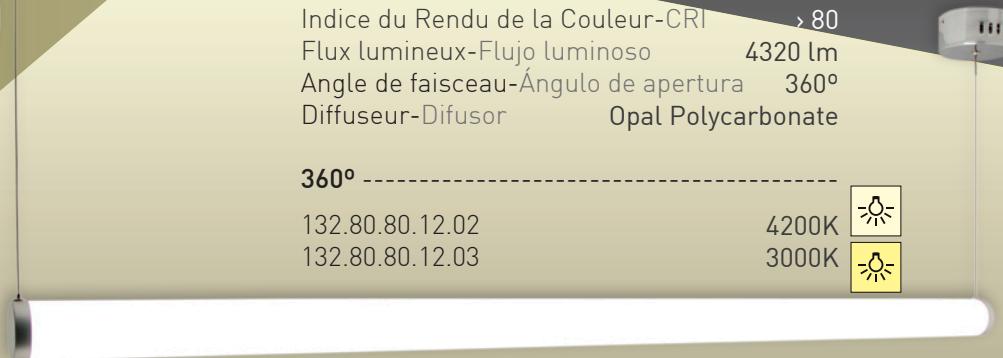 Indice du Rendu de la Couleur-CRI › 80
Flux lumineux-Flujo luminoso 4320 lm
Angle de faisceau-Ángulo de apertura 360º
Diffuseur-Difusor Opal Polycarbonate
360º ------------------------------------------
132.80.80.12.02 4200K
132.80.80.12.03 3000K